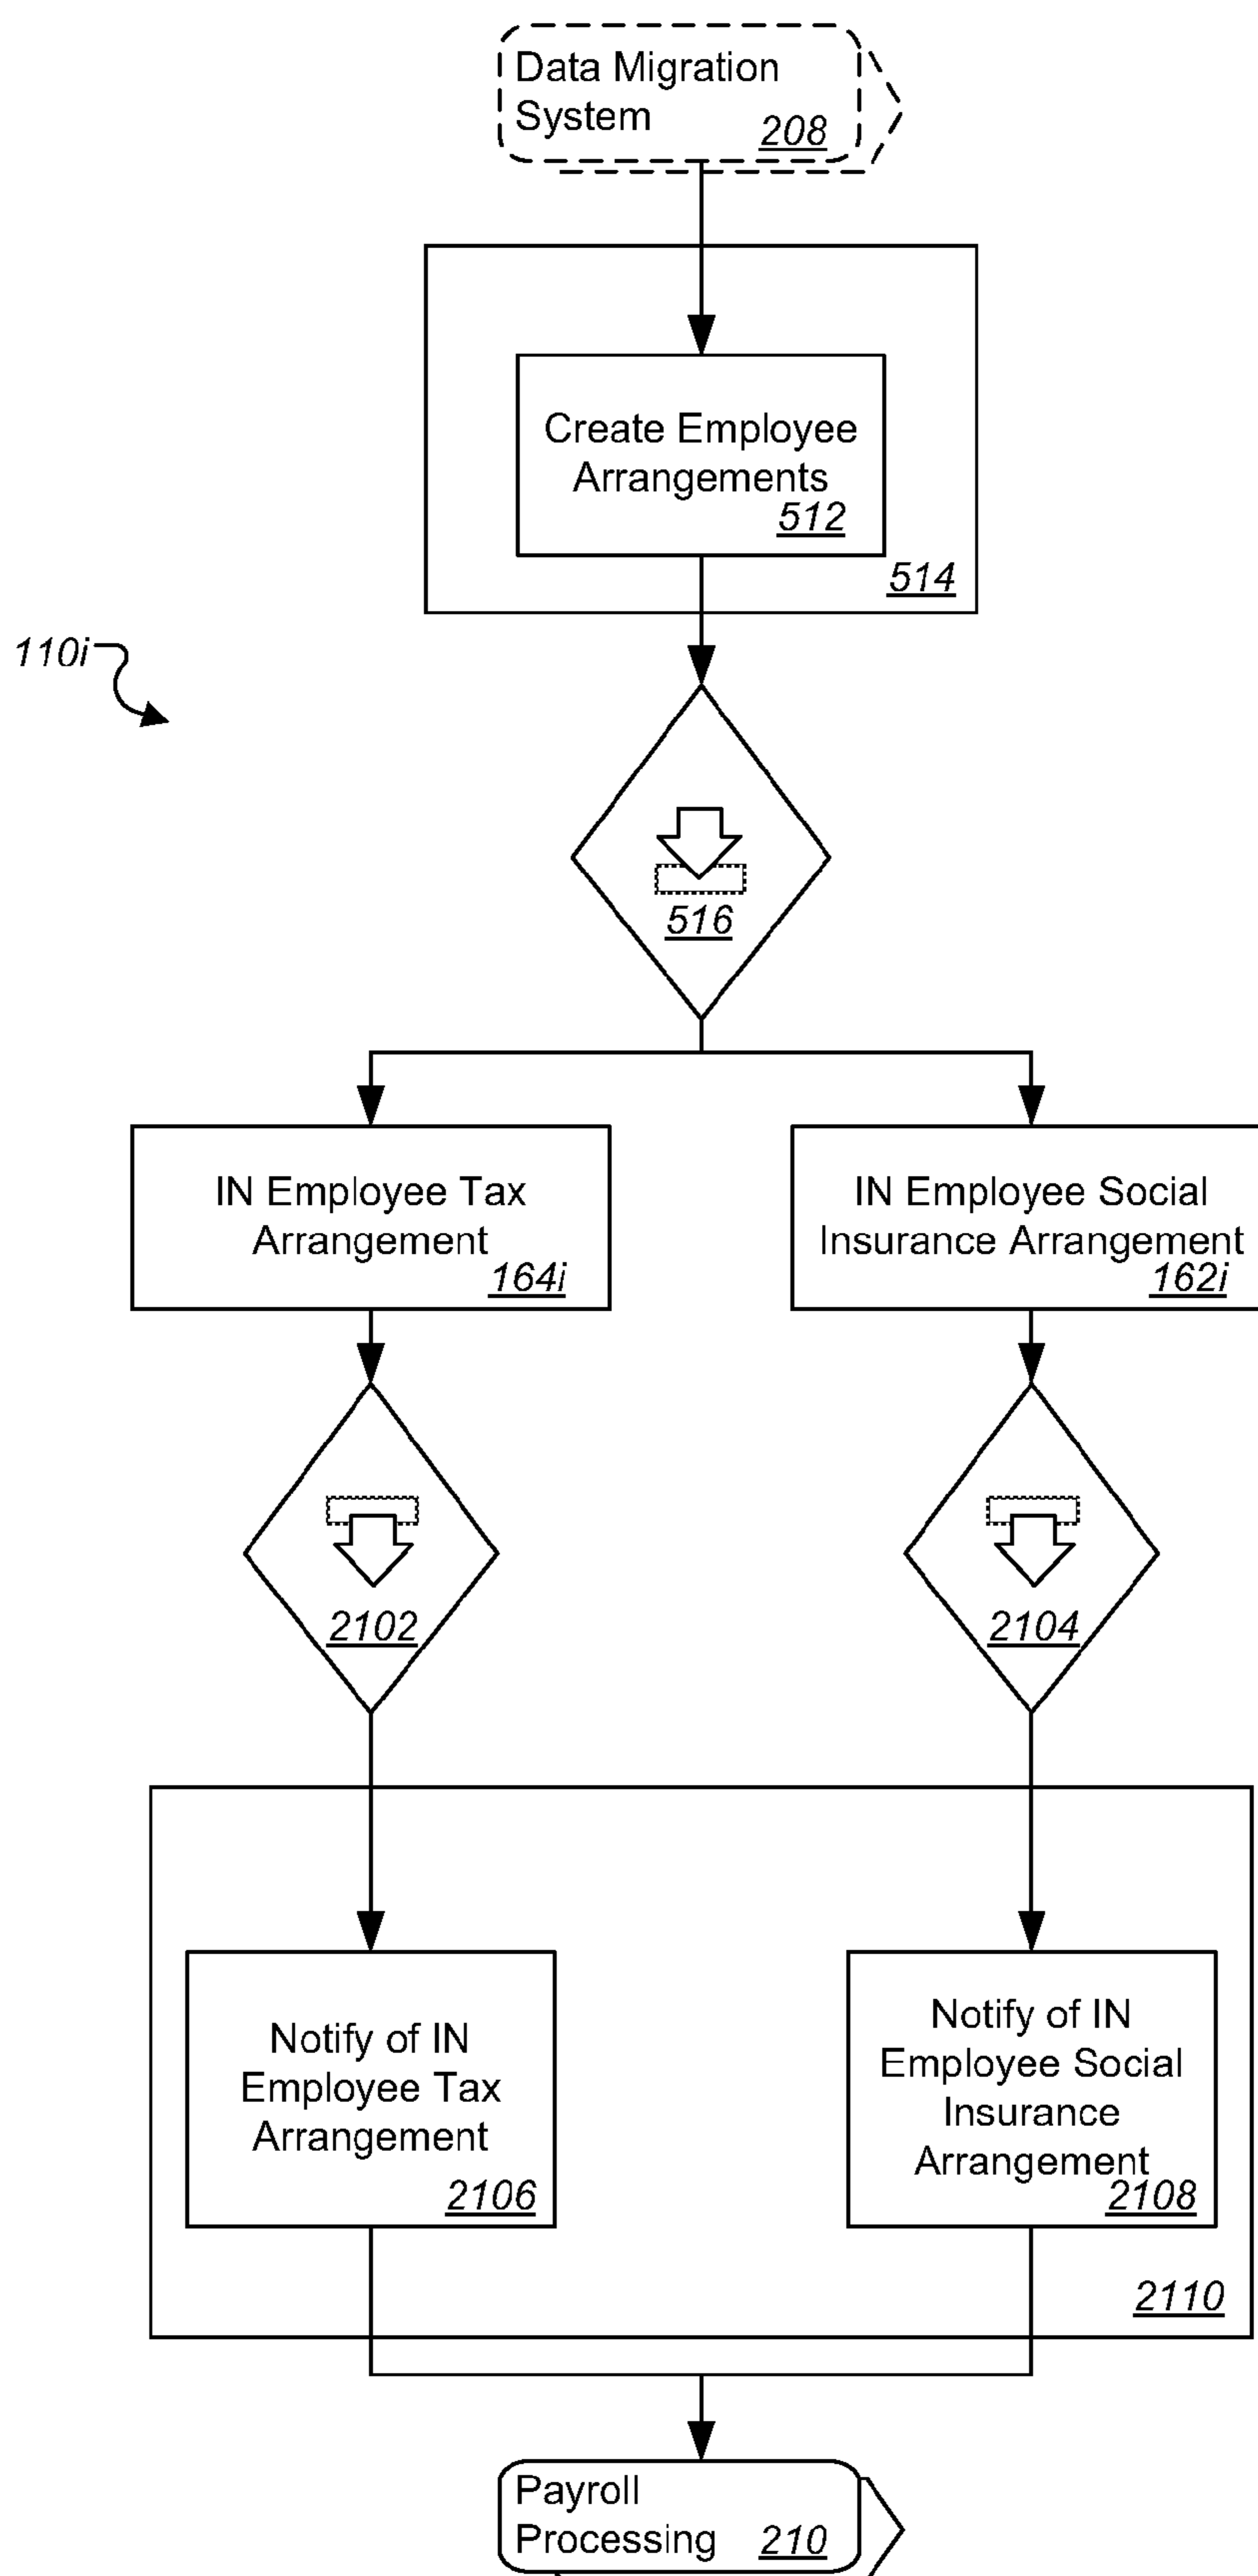 Data Migration
System 208
Create Employee
Arrangements
512
514
110i
516
IN Employee Tax
Arrangement
164i
IN Employee Social
Insurance Arrangement
162i
2102
2104
Notify of IN
Employee Tax
Arrangement
2106
Notify of IN
Employee Social
Insurance
Arrangement
2108
2110
Payroll
Processing 210